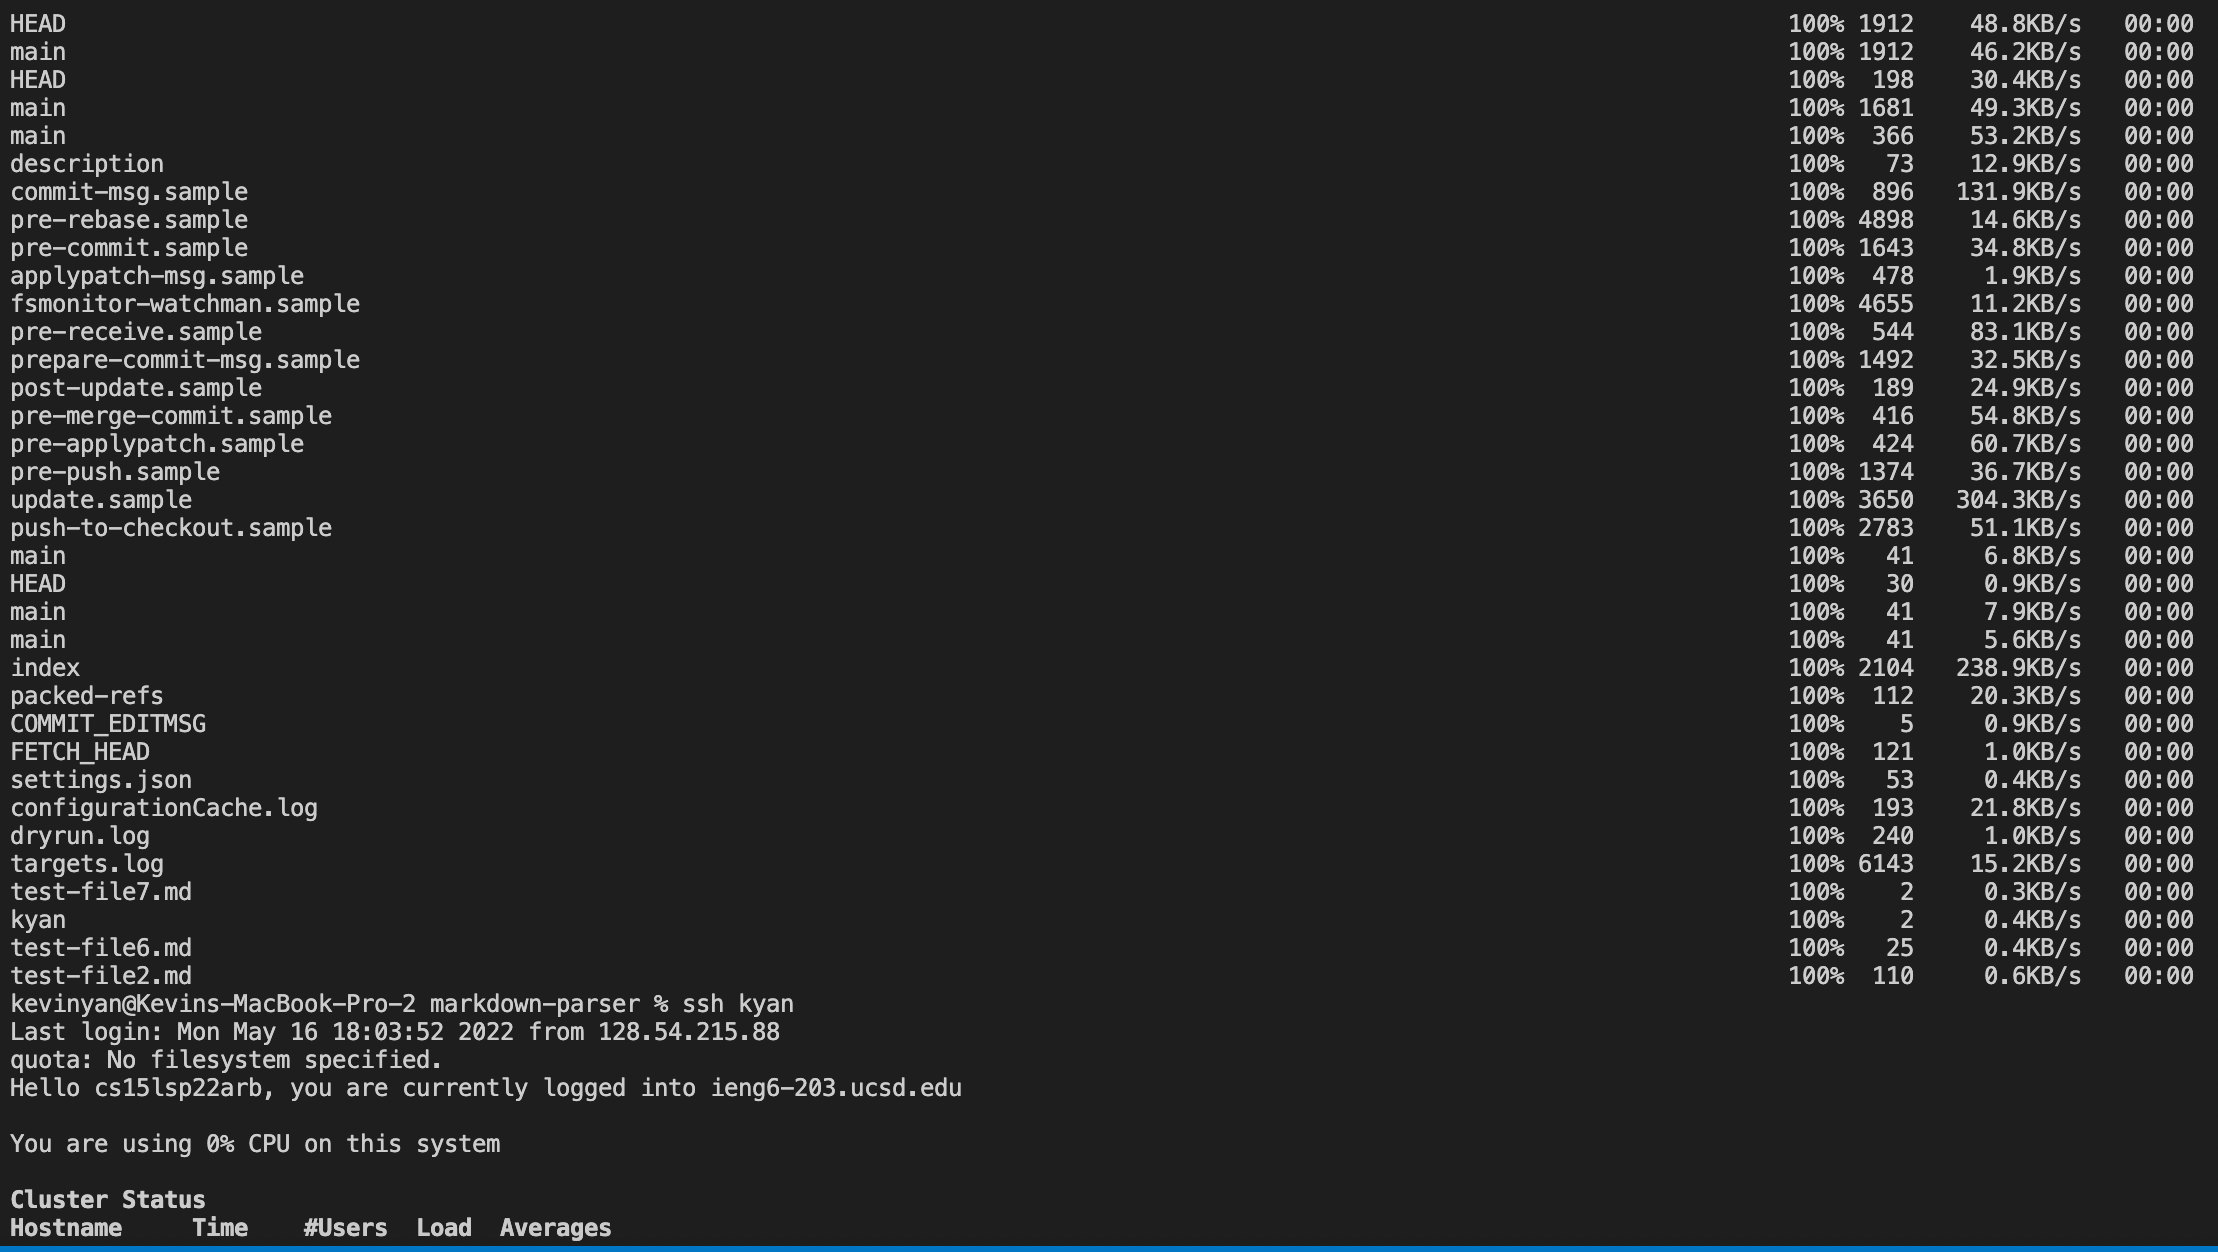 HEAD 100% 1912 48.8KB/s 00:00
main 100% 1912 46.2KB/s 00:00
HEAD 100% 198 30.4KB/s 00:00
main 100% 1681 49.3KB/s 00:00
main 100% 366 53.2KB/s 00:00
description 100% 73 12.9KB/s 00:00
commit-msg.sample 100% 896 131.9KB/s 00:00
pre-rebase.sample 100% 4898 14.6KB/s 00:00
pre-commit.sample 100% 1643 34.8KB/s 00:00
applypatch-msg.sample 100% 478 1.9KB/s 00:00
fsmonitor-watchman.sample 100% 4655 11.2KB/s 00:00
pre-receive.sample 100% 544 83.1KB/s 00:00
prepare-commit-msg.sample 100% 1492 32.5KB/s 00:00
post-update.sample 100% 189 24.9KB/s 00:00
pre-merge-commit.sample 100% 416 54.8KB/s 00:00
pre-applypatch.sample 100% 424 60.7KB/s 00:00
pre-push.sample 100% 1374 36.7KB/s 00:00
update.sample 100% 3650 304.3KB/s 00:00
push-to-checkout.sample 100% 2783 51.1KB/s 00:00
main 100% 41 6.8KB/s 00:00
HEAD 100% 30 0.9KB/s 00:00
main 100% 41 7.9KB/s 00:00
main 100% 41 5.6KB/s 00:00
index 100% 2104 238.9KB/s 00:00
packed-refs 100% 112 20.3KB/s 00:00
COMMIT_EDITMSG 100% 5 0.9KB/s 00:00
FETCH_HEAD 100% 121 1.0KB/s 00:00
settings.json 100% 53 0.4KB/s 00:00
configurationCache.log 100% 193 21.8KB/s 00:00
dryrun.log 100% 240 1.0KB/s 00:00
targets.log 100% 6143 15.2KB/s 00:00
test-file7.md 100% 2 0.3KB/s 00:00
kyan 100% 2 0.4KB/s 00:00
test-file6.md 100% 25 0.4KB/s 00:00
test-file2.md 100% 110 0.6KB/s 00:00
kevinyan@Kevins-MacBook-Pro-2 markdown-parser % ssh kyan
Last login: Mon May 16 18:03:52 2022 from 128.54.215.88
quota: No filesystem specified.
Hello cs15lsp22arb, you are currently logged into ieng6-203.ucsd.edu
You are using 0% CPU on this system
Cluster Status
Hostname Time #Users Load Averages